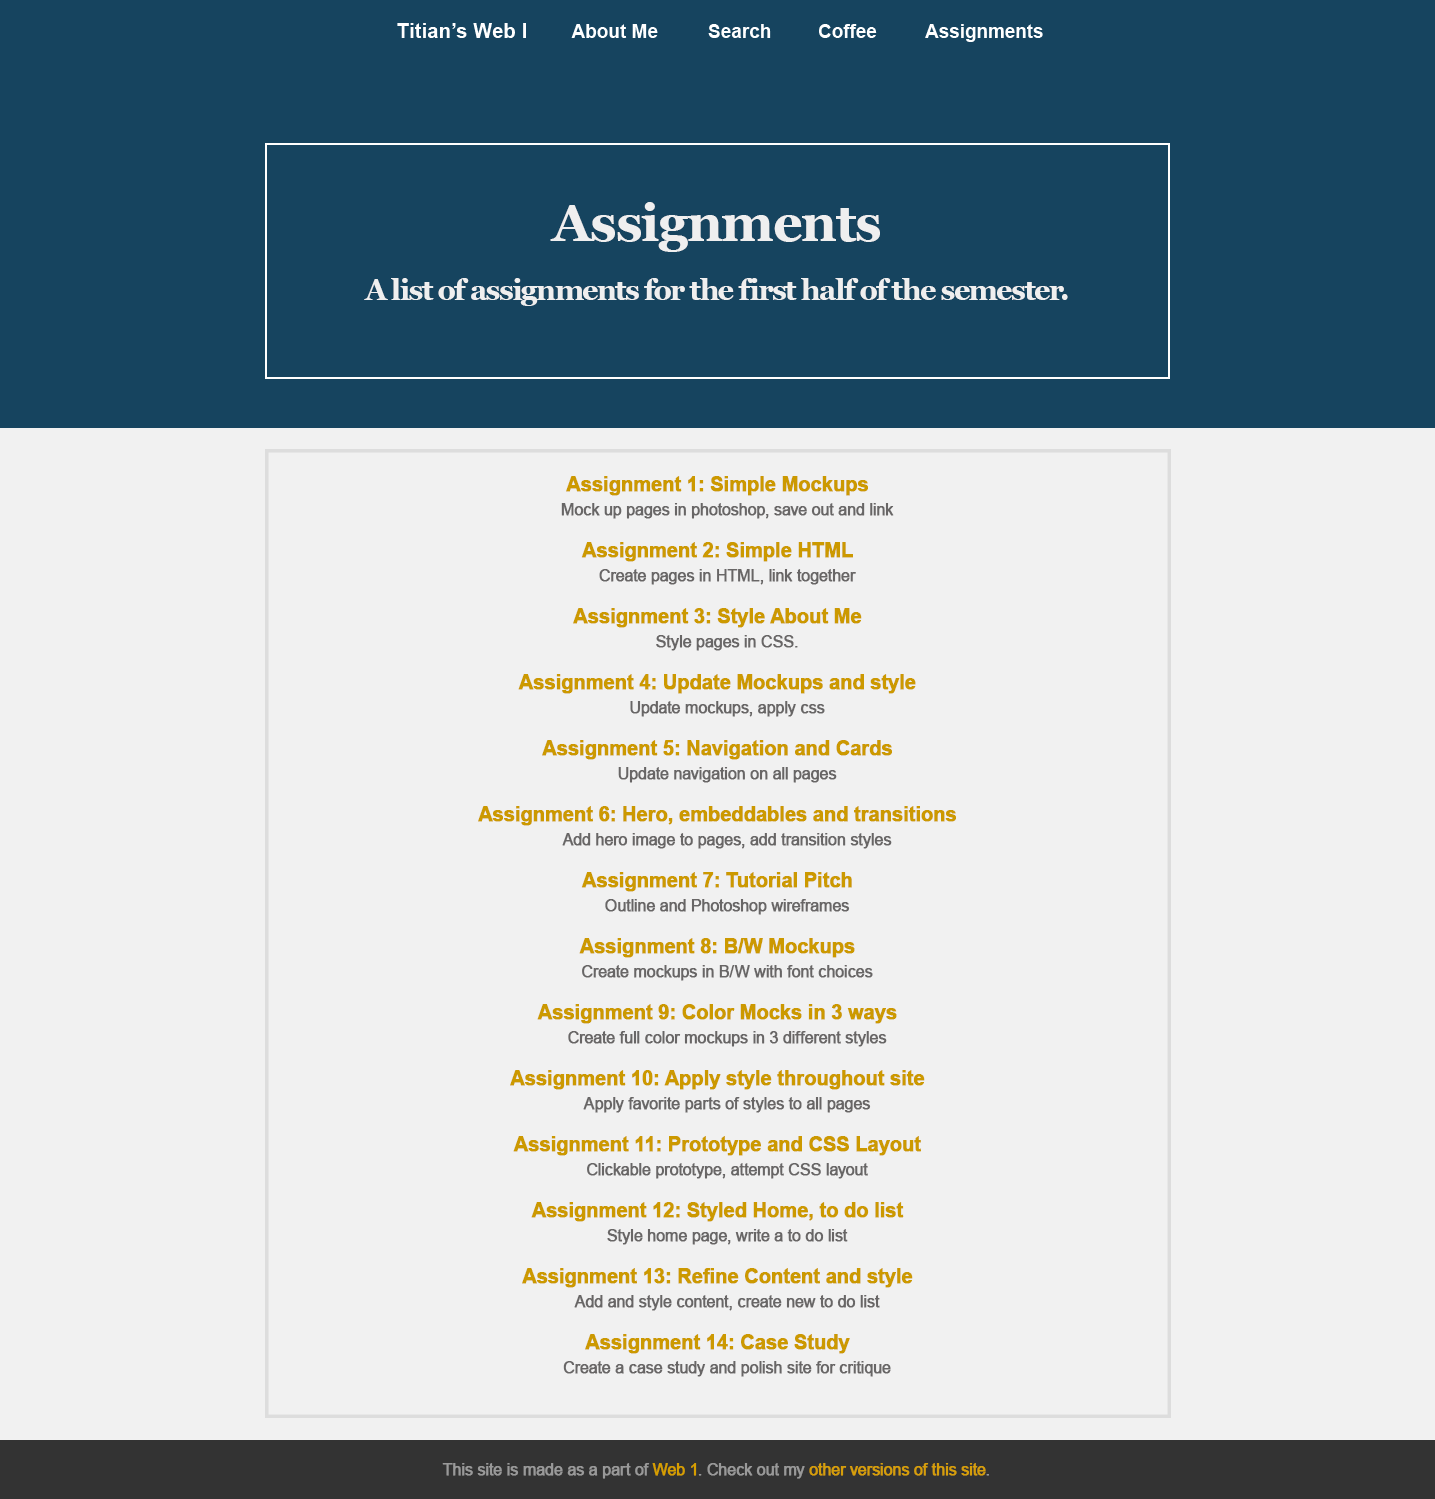 Titian’s Web I About Me Search Coffee Assignments
Assignments
A list of assignments for the first half of the semester.
Assignment 1: Simple Mockups
Mock up pages in photoshop, save out and link
Assignment 2: Simple HTML
Create pages in HTML, link together
Assignment 3: Style About Me
Style pages in CSS.
Assignment 4: Update Mockups and style
Update mockups, apply css
Assignment 5: Navigation and Cards
Update navigation on all pages
Assignment 6: Hero, embeddables and transitions
Add hero image to pages, add transition styles
Assignment 7: Tutorial Pitch
Outline and Photoshop wireframes
Assignment 8: B/W Mockups
Create mockups in B/W with font choices
Assignment 9: Color Mocks in 3 ways
Create full color mockups in 3 different styles
Assignment 10: Apply style throughout site
Apply favorite parts of styles to all pages
Assignment 11: Prototype and CSS Layout
Clickable prototype, attempt CSS layout
Assignment 12: Styled Home, to do list
Style home page, write a to do list
Assignment 13: Refine Content and style
Add and style content, create new to do list
Assignment 14: Case Study
Create a case study and polish site for critique
This site is made as a part of Web 1. Check out my other versions of this site.